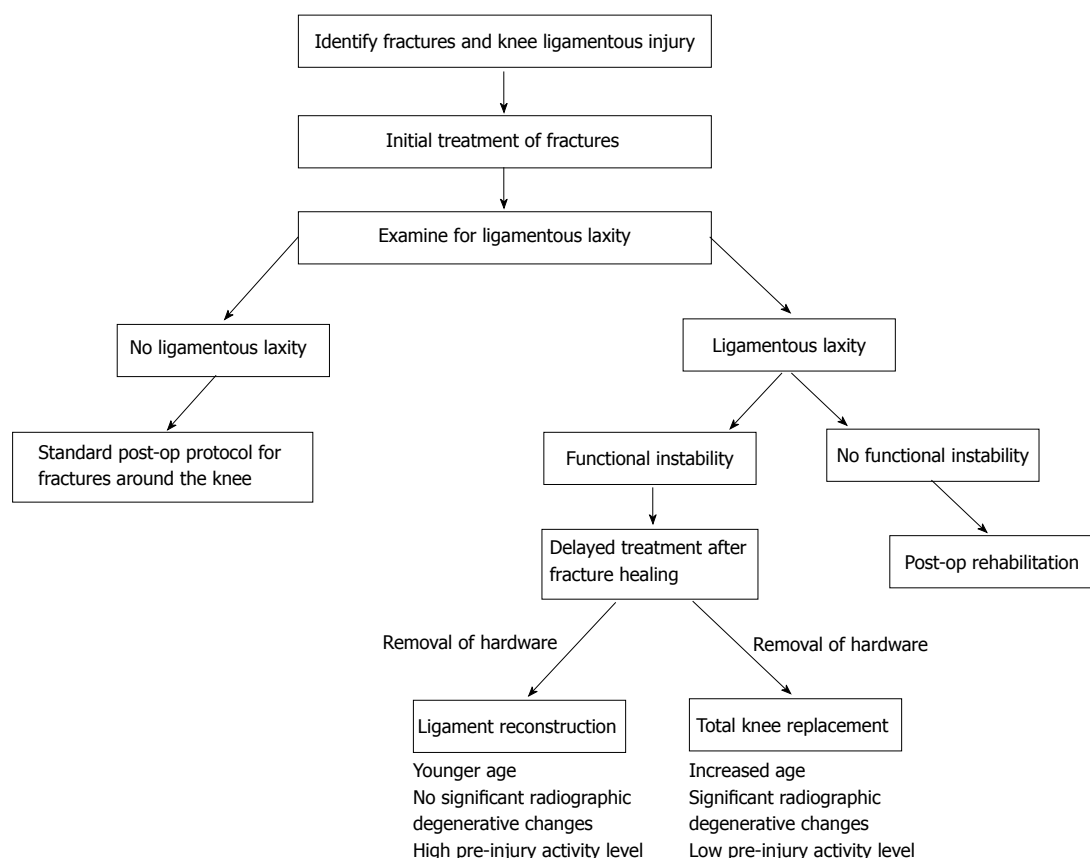 Identify fractures and knee ligamentous injury
Initial treatment of fractures
Examine for ligamentous laxity
No ligamentous laxity
Ligamentous laxity
Standard post-op protocol for
fractures around the knee
Functional instability
No functional instability
Delayed treatment after
fracture healing
Post-op rehabilitation
Removal of hardware
Removal of hardware
Ligament reconstruction
Younger age
No significant radiographic
degenerative changes
High pre-injury activity level
Total knee replacement
Increased age
Significant radiographic
degenerative changes
Low pre-injury activity level